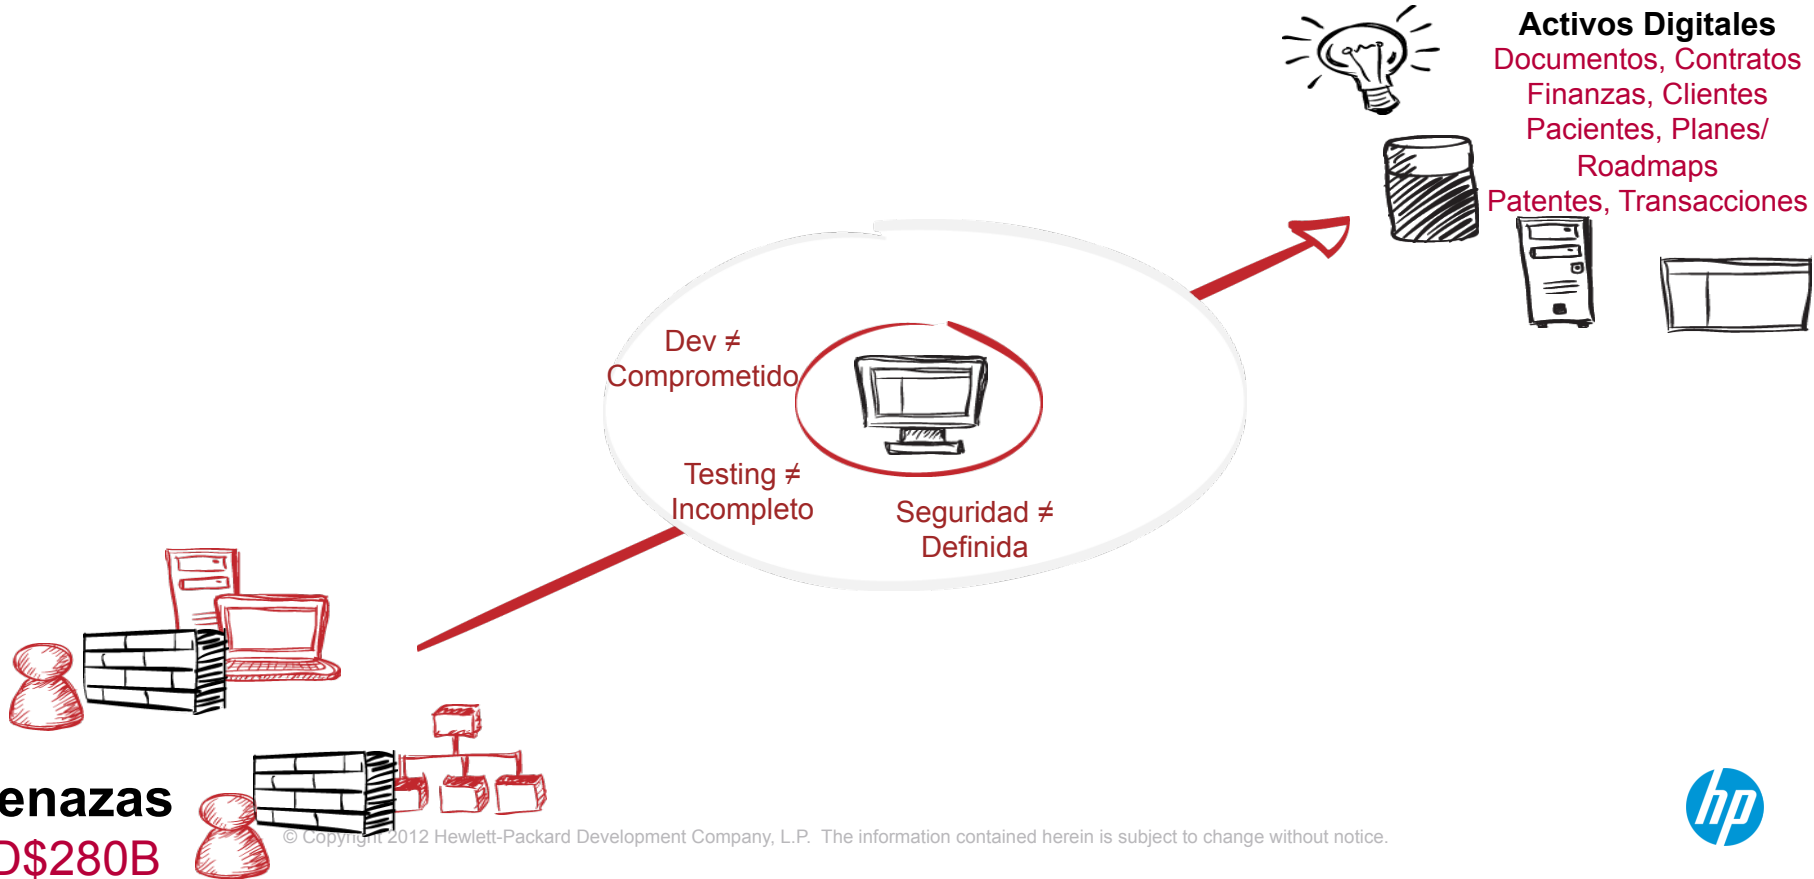 Activos Digitales
Documentos, Contratos
Finanzas, Clientes
Pacientes, Planes/
Roadmaps
Patentes, Transacciones
Dev ≠
Comprometido
Testing ≠
Incompleto
Seguridad ≠
Definida
enazas
D$280B
© Copyright 2012 Hewlett-Packard Development Company, L.P. The information contained herein is subject to change without notice.
hp